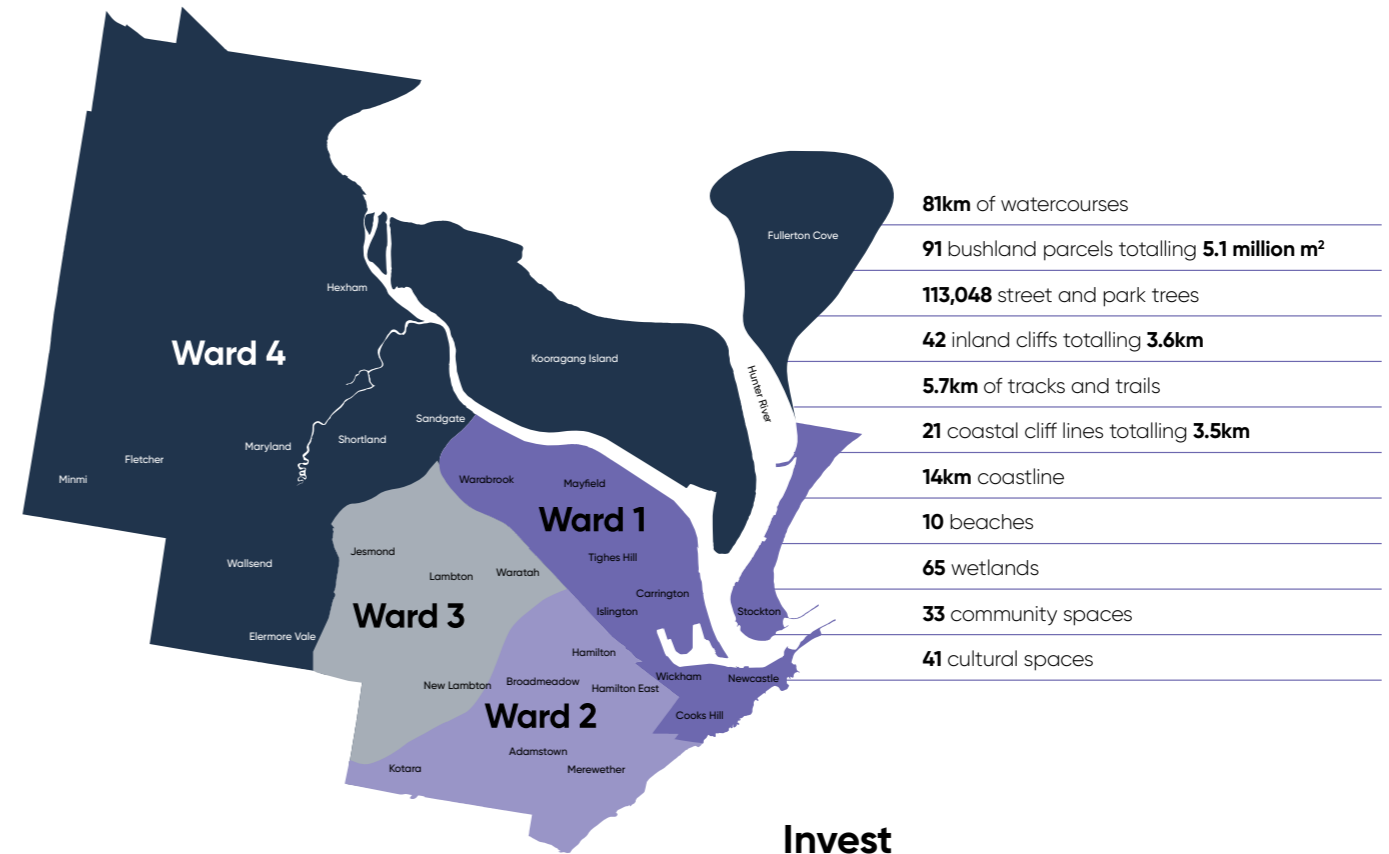 Fullerton Cove
Hexham
Ward 4
Kooragang Island
Hunter River
Sandgate
Shortland
Maryland
Fletcher
Minmi
Warabrook
Mayfield
Ward 1
Jesmond
Tighes Hill
Wallsend
Lambton
Waratah
Carrington
Islington
Stockton
Ward 3
Elermore Vale
Hamilton
Wickham
Newcastle
New Lambton
Broadmeadow
Hamilton East
Ward 2
Cooks Hill
Adamstown
Kotara
Merewether
81km of watercourses
91 bushland parcels totalling 5.1 million m²
113,048 street and park trees
42 inland cliffs totalling 3.6km
5.7km of tracks and trails
21 coastal cliff lines totalling 3.5km
14km coastline
10 beaches
65 wetlands
33 community spaces
41 cultural spaces
Invest